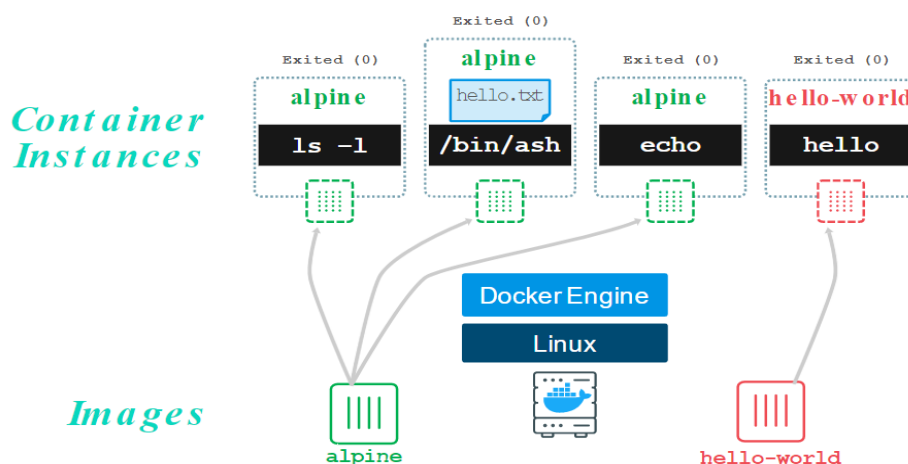 Exited (0)
Exited (0)
Exited (0)
Exited (0)
alpine
alpine
alpine
hello-world
hello.txt
Container
Instances
ls -l
/bin/ash
echo
hello
Docker Engine
Linux
Images
alpine
hello-world